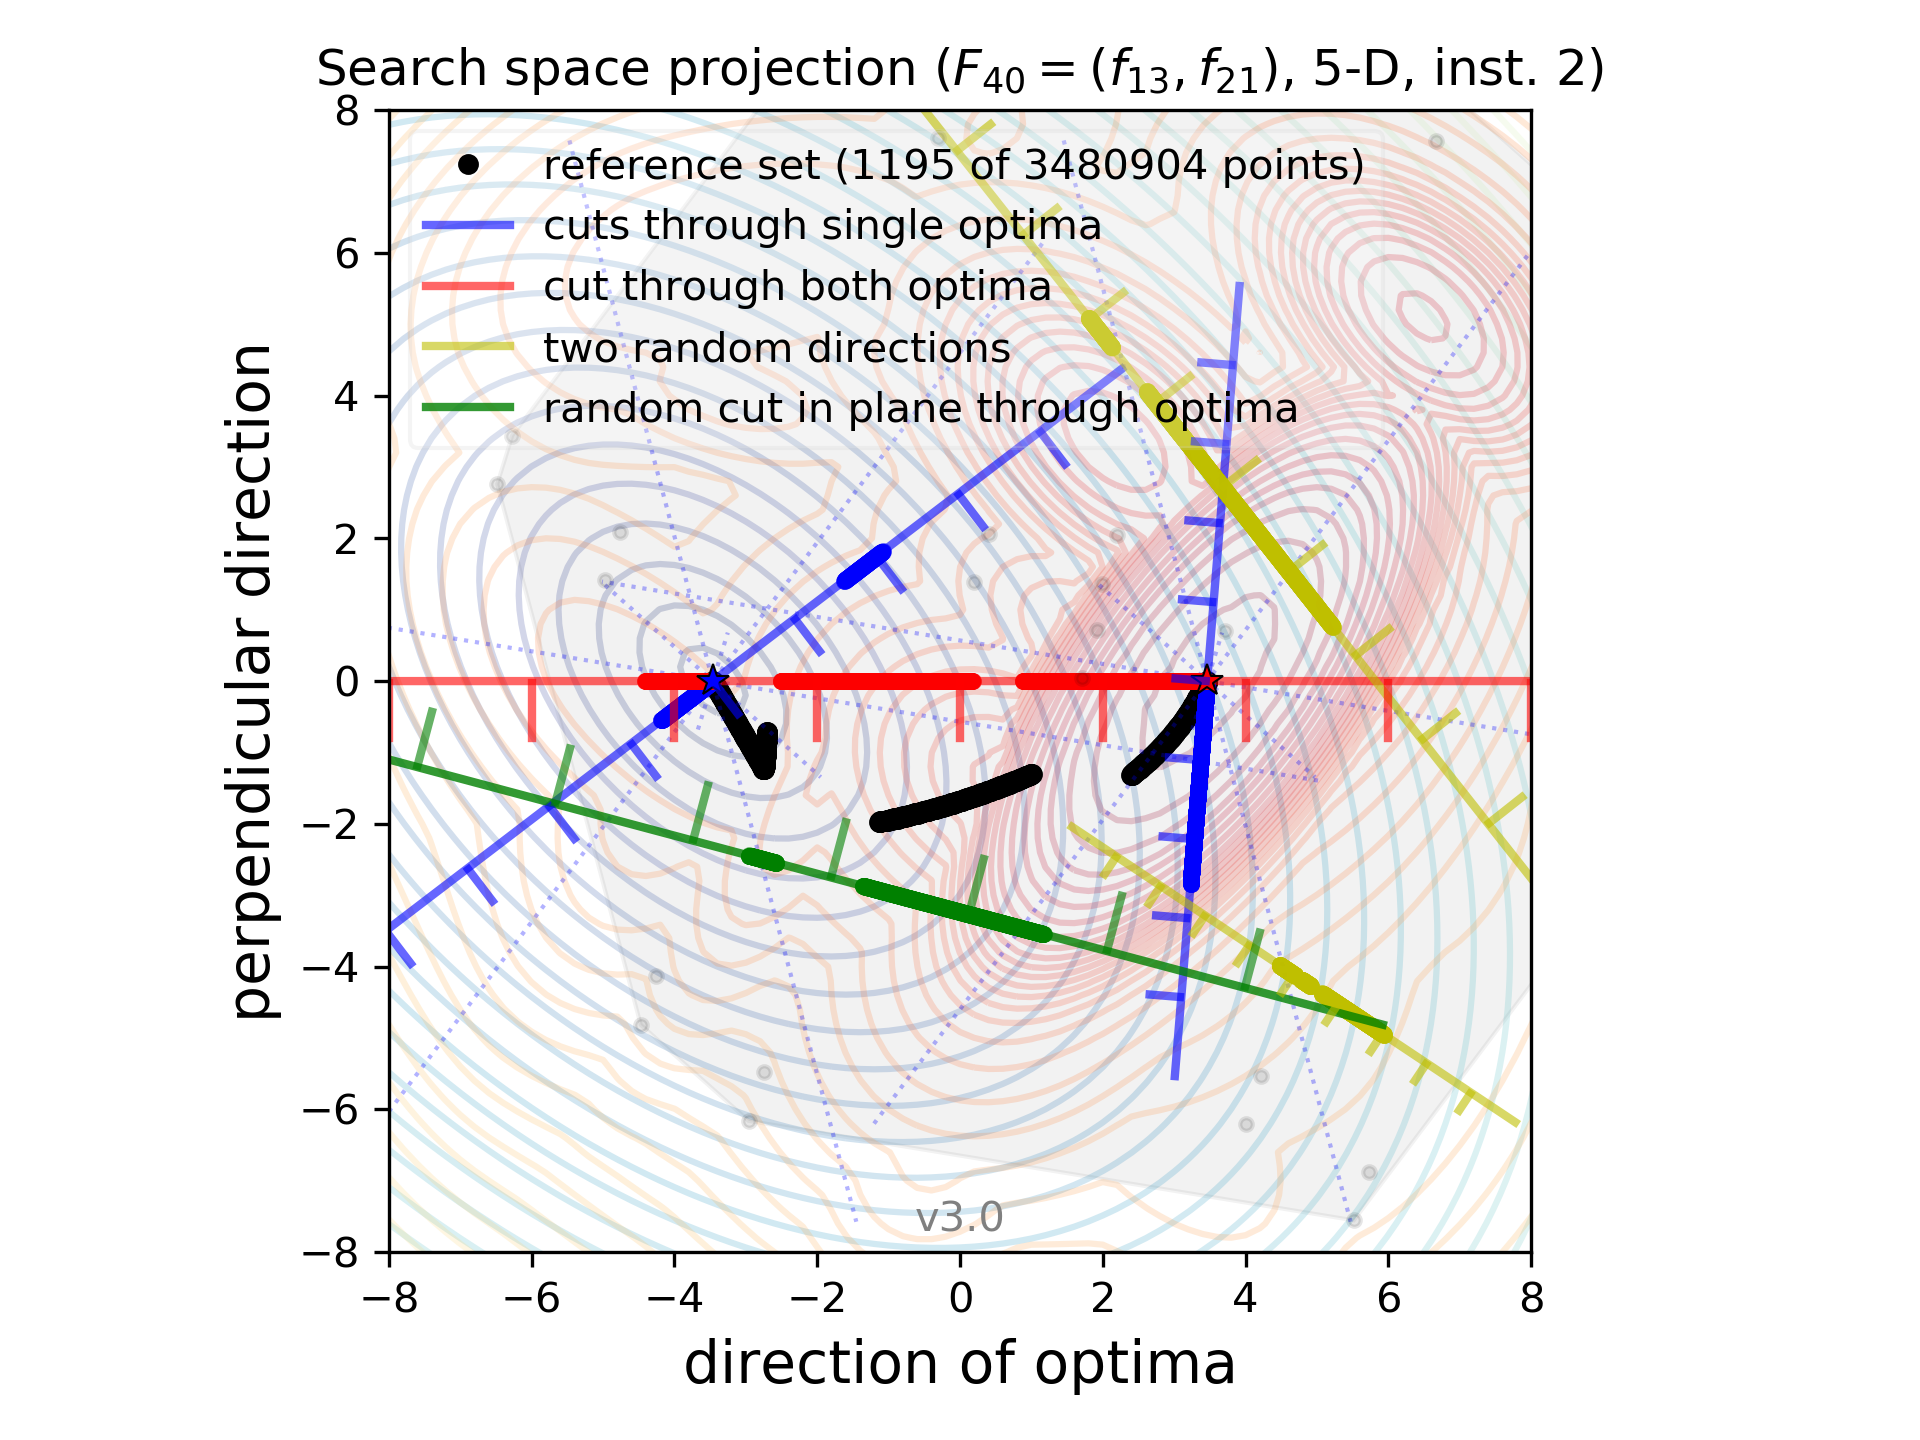 Search space projection (F₄₀ = (f₁₃, f₂₁), 5-D, inst. 2)
reference set (1195 of 3480904 points)
cuts through single optima
cut through both optima
two random directions
random cut in plane through optima
perpendicular direction
8
6
4
2
0
−2
−4
−6
−8
v3.0
−8 −6 −4 −2 0 2 4 6 8
direction of optima